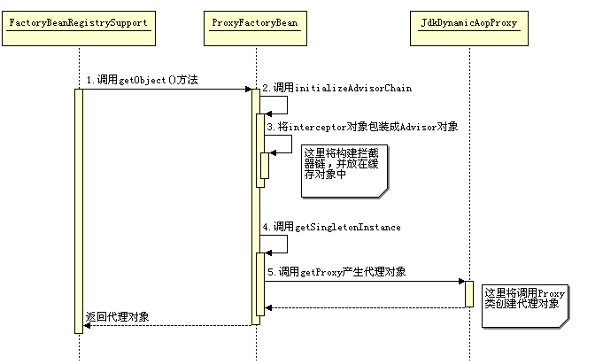 FactoryBeanRegistrySupport
ProxyFactoryBean
JdkDynamicAopProxy
1.调用getObject()方法
2.调用initializeAdvisorChain
3.将interceptor对象包装成Advisor对象
这里将构建拦截
器链，并放在缓
存对象中
4.调用getSingletonInstance
5.调用getProxy产生代理对象
这里将调用Proxy
类创建代理对象
返回代理对象